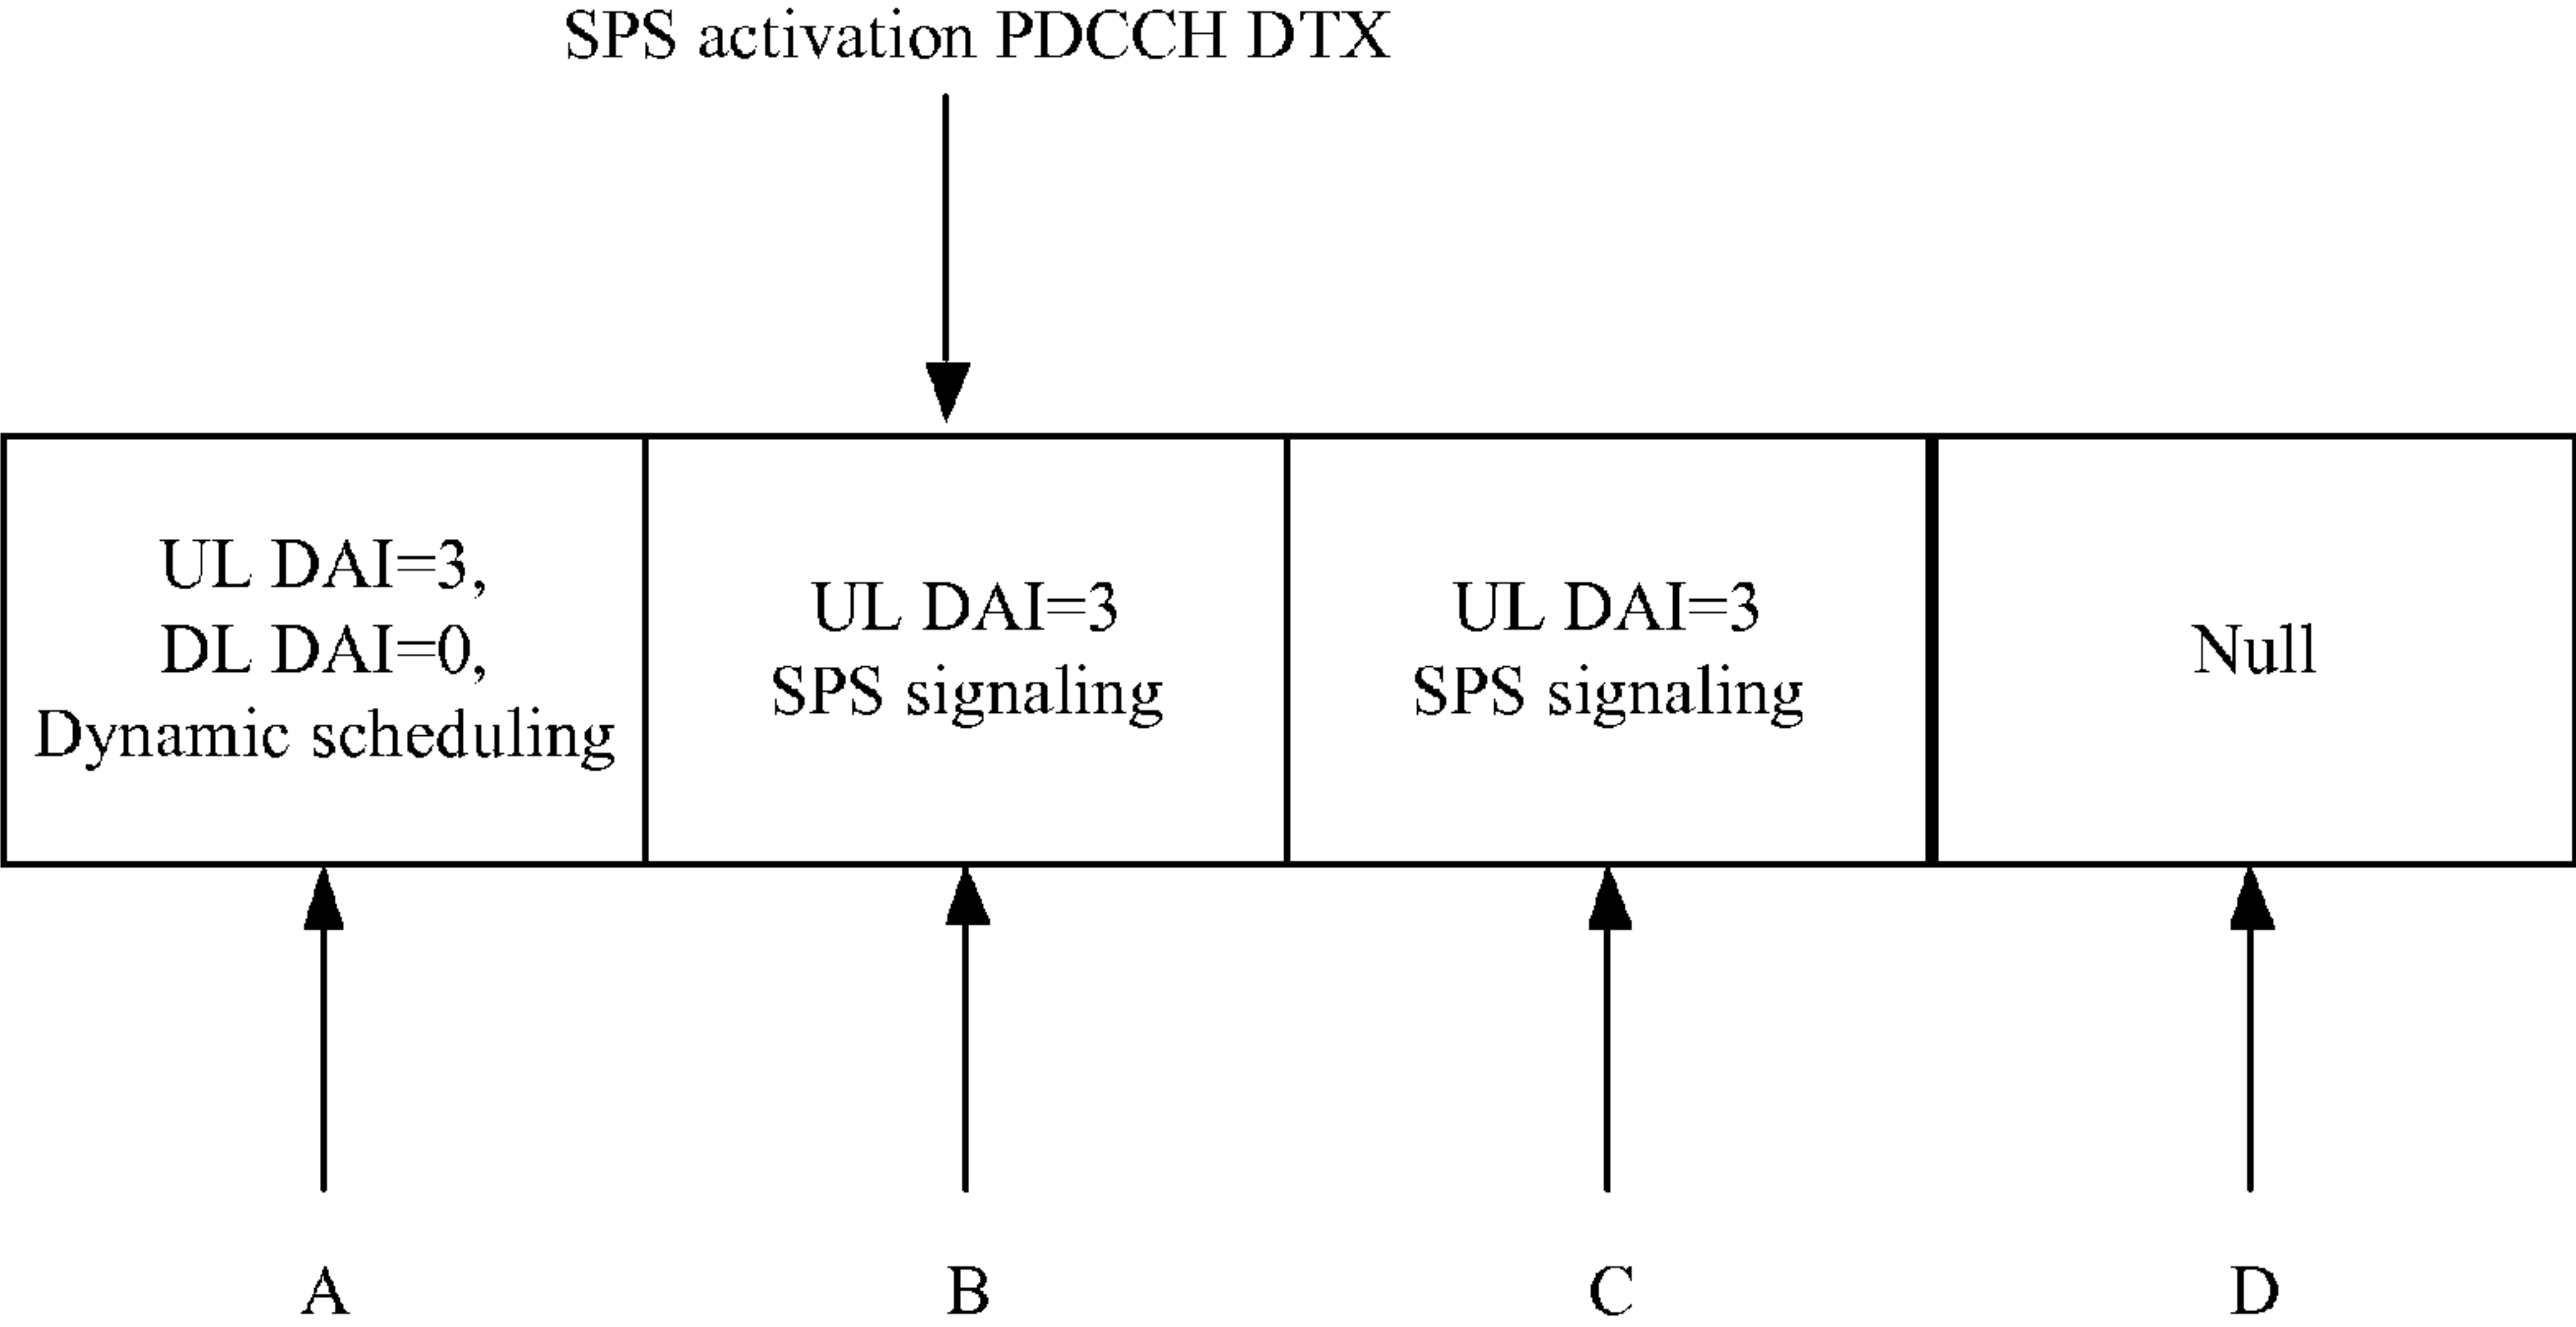 SPS activation PDCCH DTX
UL DAI=3,
DL DAI=0,
Dynamic scheduling
UL DAI=3
SPS signaling
UL DAI=3
SPS signaling
Null
A
B
C
D